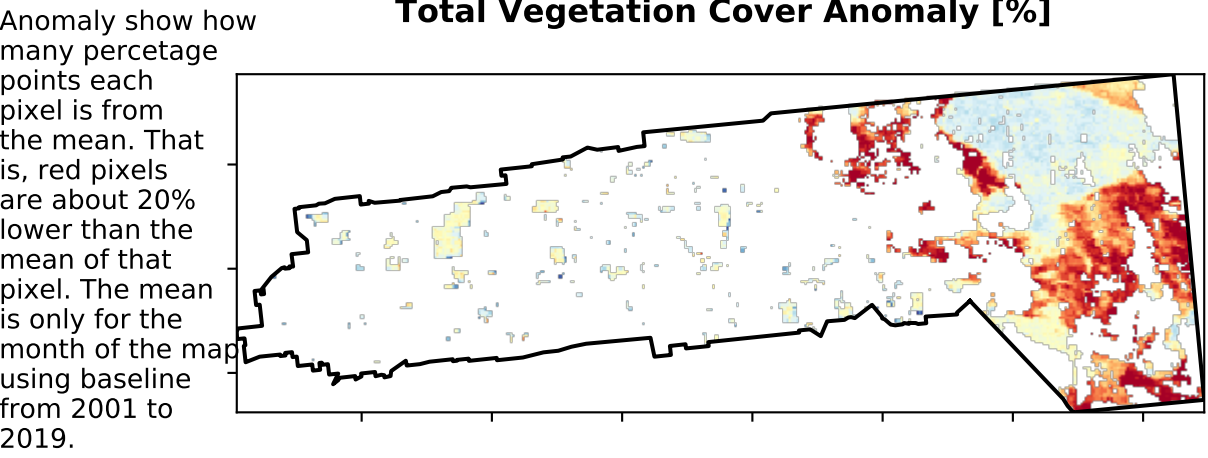 Total Vegetation Cover Anomaly [%]
Anomaly show how
many percetage
points each
pixel is from
the mean. That
is, red pixels
are about 20%
lower than the
mean of that
pixel. The mean
is only for the
month of the map
using baseline
from 2001 to
2019.